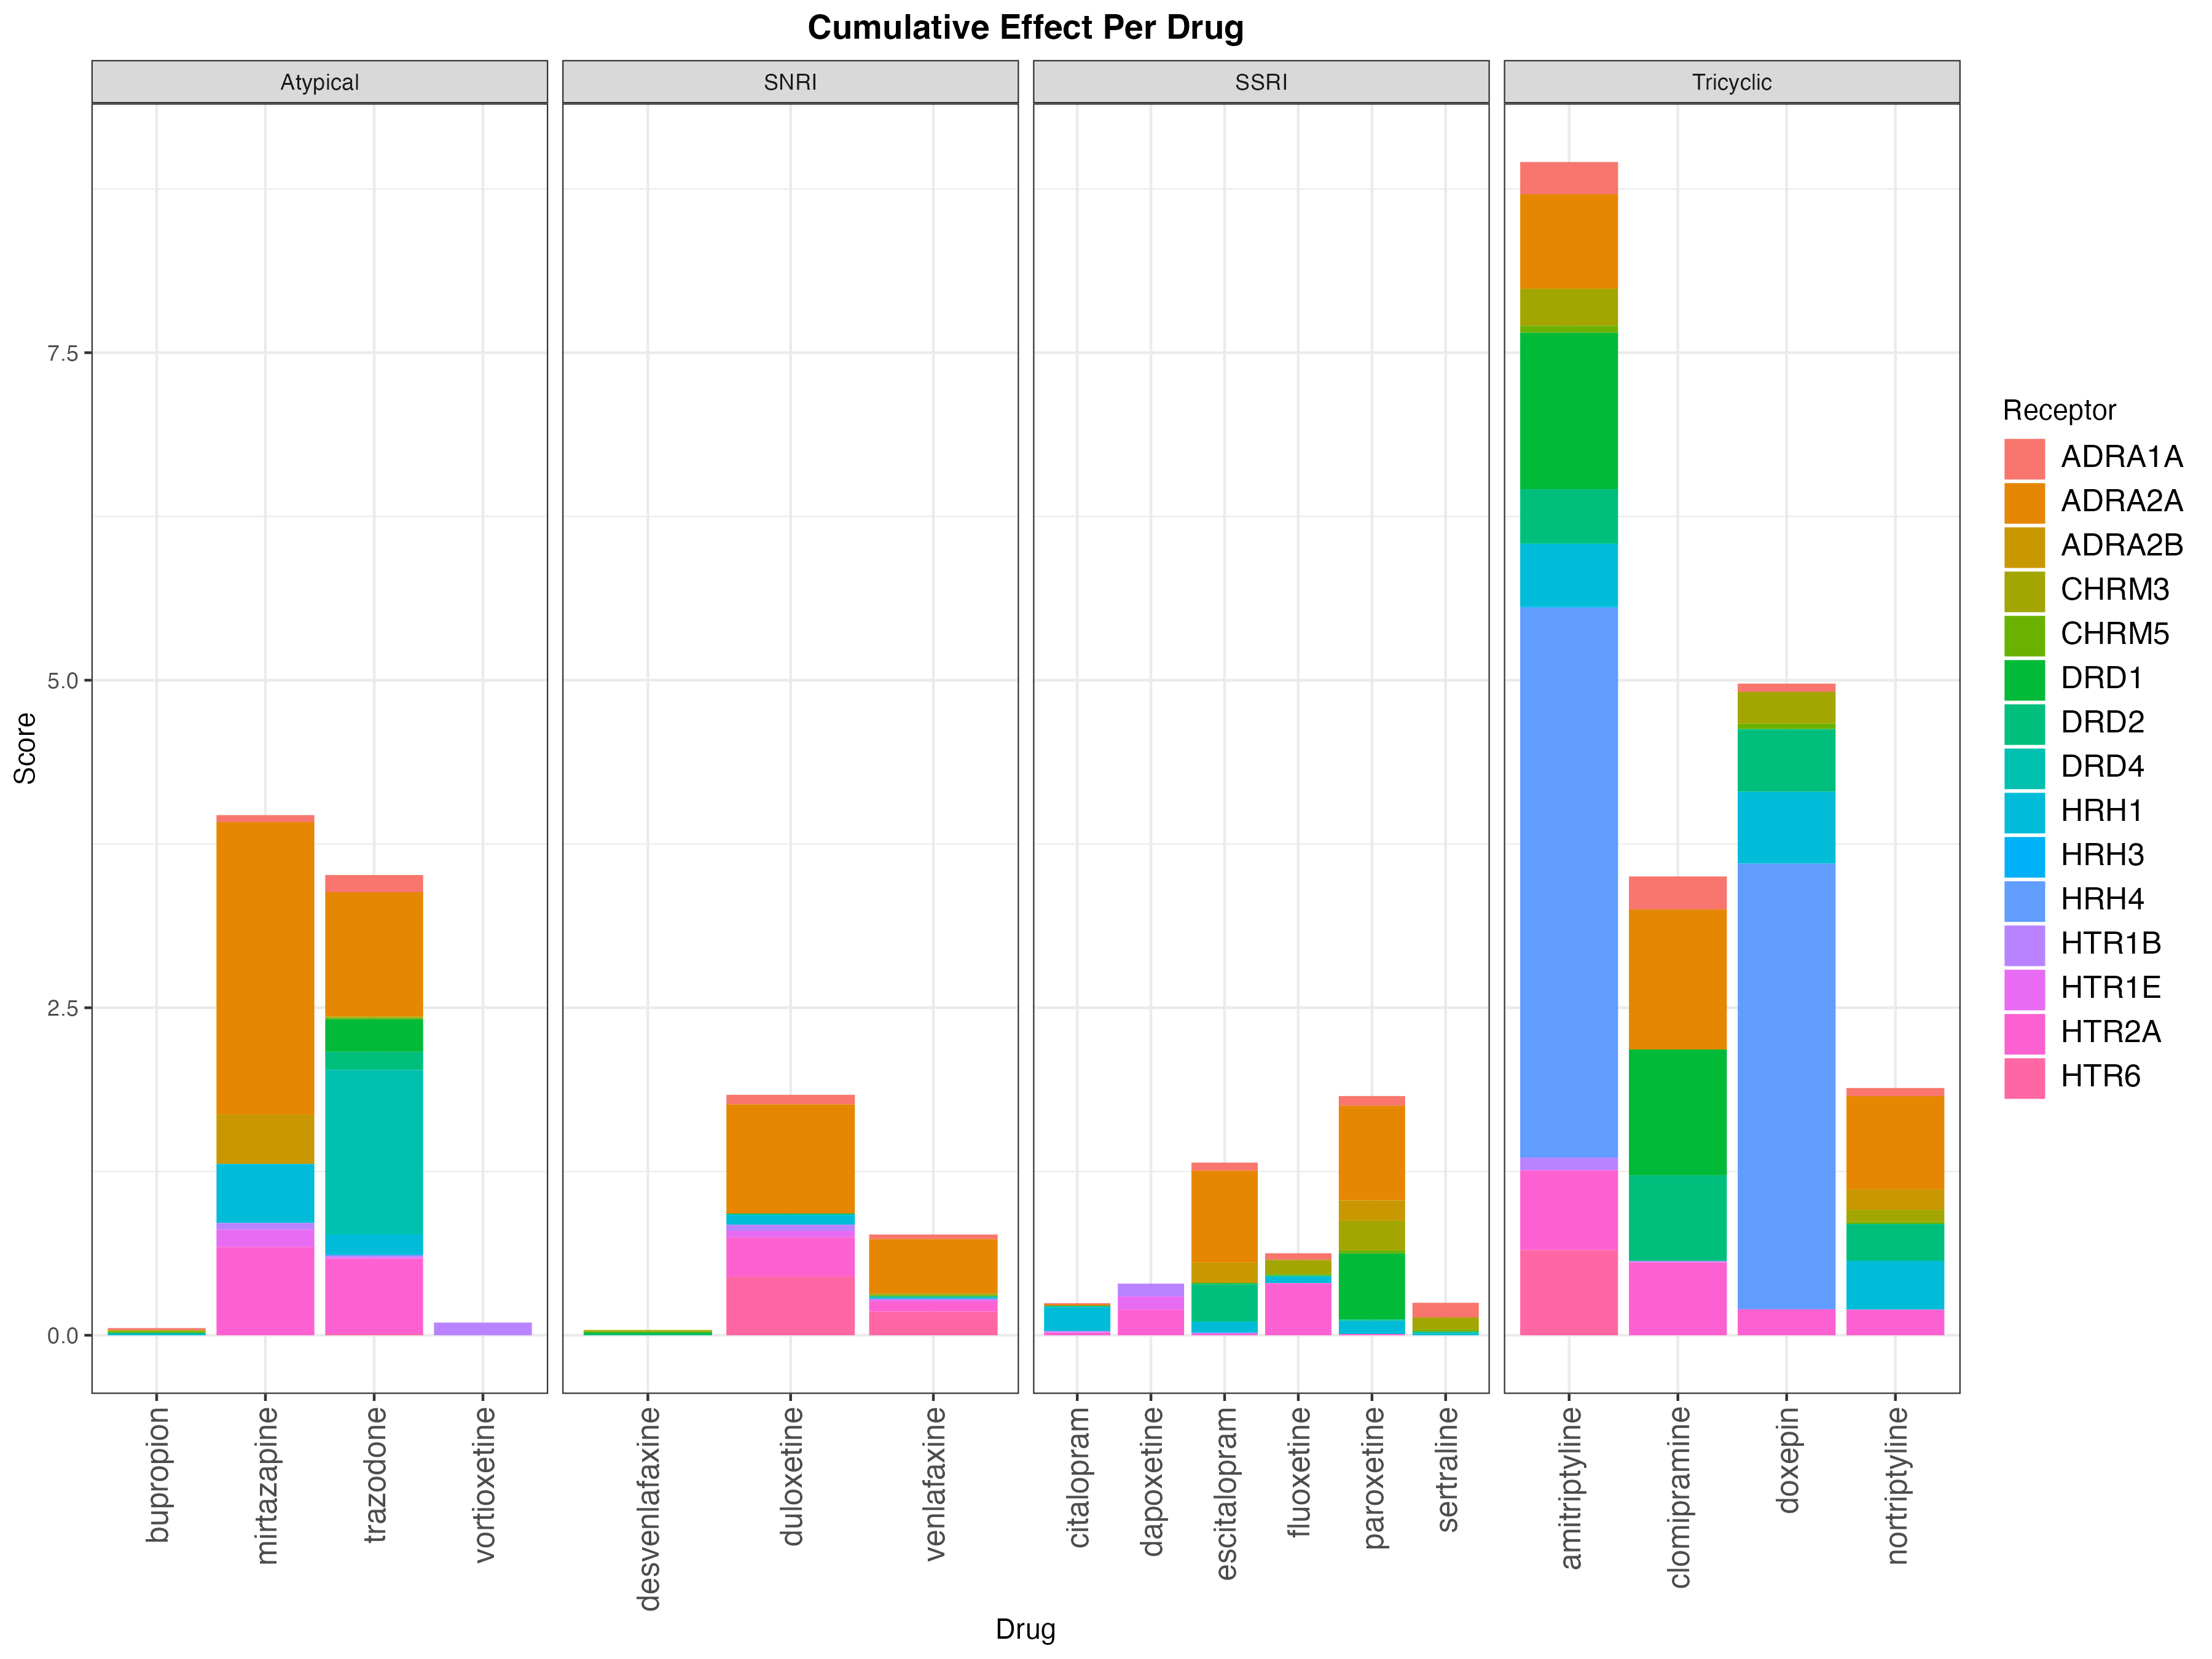 Cumulative Effect Per Drug
Atypical
SNRI
SSRI
Tricyclic
Score
7.5
5.0
2.5
0.0
bupropion
mirtazapine
trazodone
vortioxetine
desvenlafaxine
duloxetine
venlafaxine
citalopram
dapoxetine
escitalopram
fluoxetine
paroxetine
sertraline
amitriptyline
clomipramine
doxepin
nortriptyline
Drug
Receptor
ADRA1A
ADRA2A
ADRA2B
CHRM3
CHRM5
DRD1
DRD2
DRD4
HRH1
HRH3
HRH4
HTR1B
HTR1E
HTR2A
HTR6